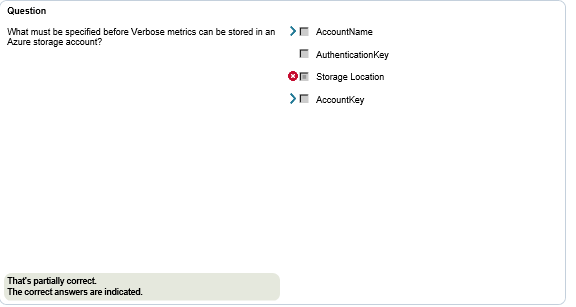 Question
What must be specified before Verbose metrics can be stored in an
Azure storage account?
AccountName
AuthenticationKey
Storage Location
AccountKey
That's partially correct.
The correct answers are indicated.